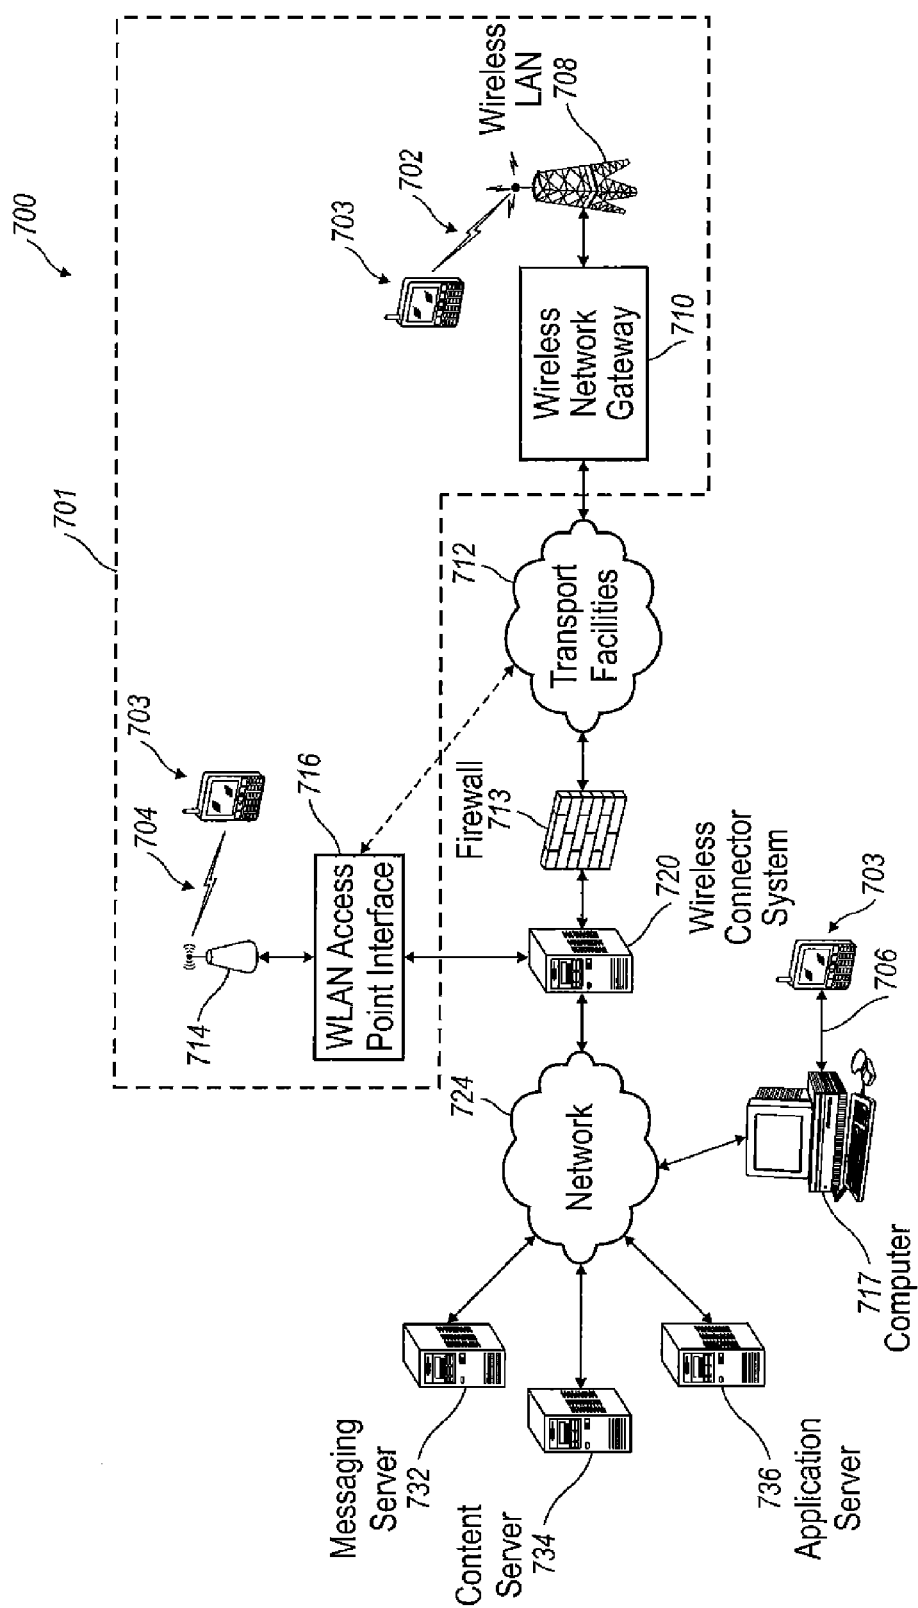 700
701
703
702
Wireless
LAN
708
703
704
714
WLAN Access
Point Interface
716
712
Transport
Facilities
Wireless
Network
Gateway
710
Firewall
713
724
Network
720
Wireless
Connector
System
703
706
717
Computer
Messaging
Server
732
Content
Server
734
736
Application
Server